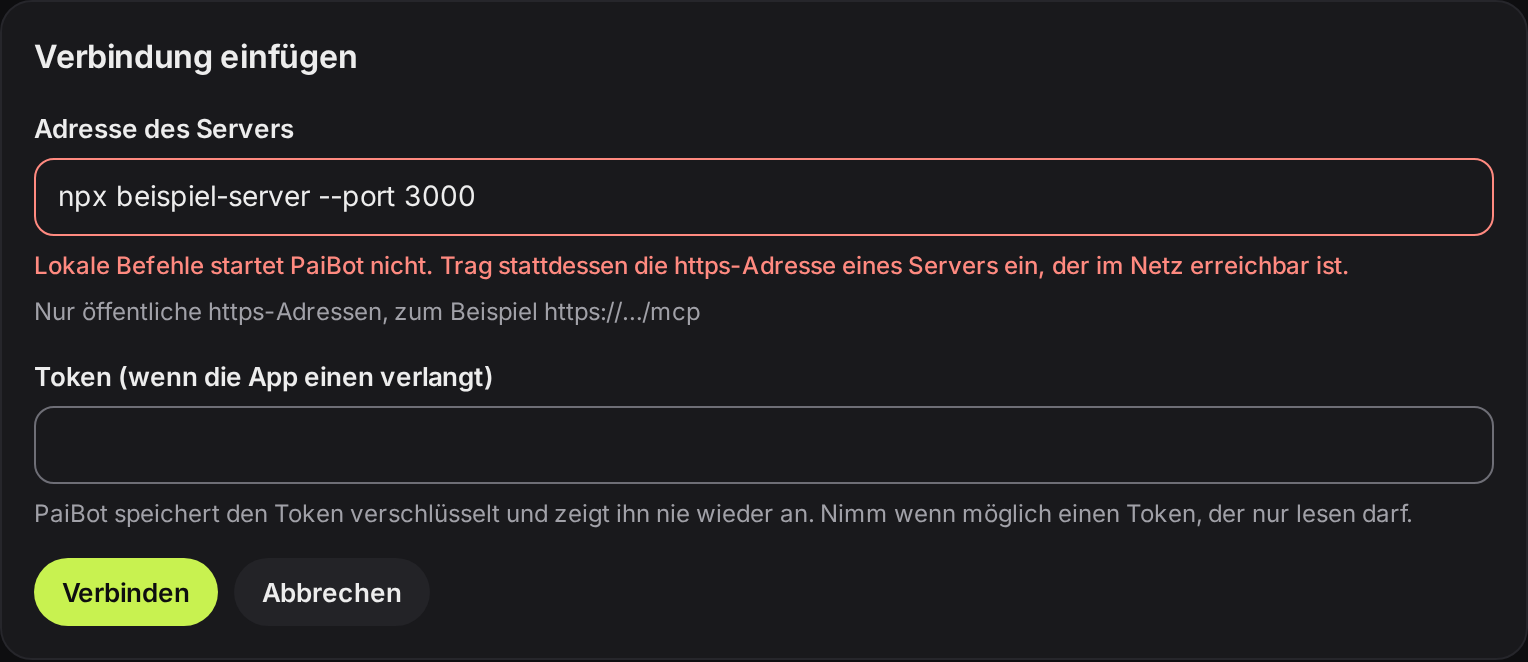 Verbindung einfügen
Adresse des Servers
npx beispiel-server --port 3000
Lokale Befehle startet PaiBot nicht. Trag stattdessen die https-Adresse eines Servers ein, der im Netz erreichbar ist.
Nur öffentliche https-Adressen, zum Beispiel https://.../mcp
Token (wenn die App einen verlangt)
PaiBot speichert den Token verschlüsselt und zeigt ihn nie wieder an. Nimm wenn möglich einen Token, der nur lesen darf.
Verbinden
Abbrechen